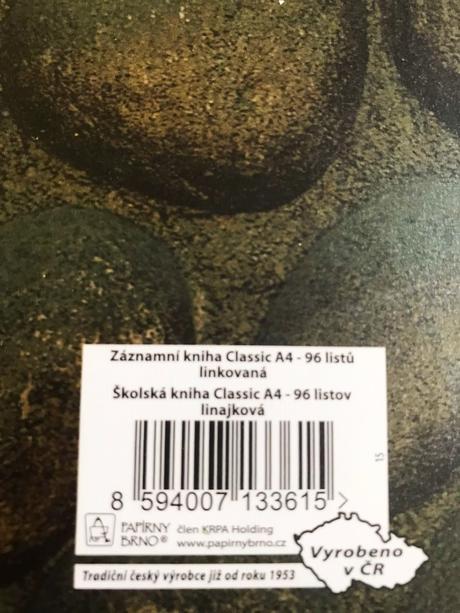 Záznamní kniha Classic A4 - 96 listů
linkovaná
Školská kniha Classic A4 - 96 listov
linajková
15
8 594007 133615 >
PAPÍRNY
BRNO®
člen KRPA Holding
www.papirnybrno.cz
Vyrobeno
v ČR
Tradiční český výrobce již od roku 1953